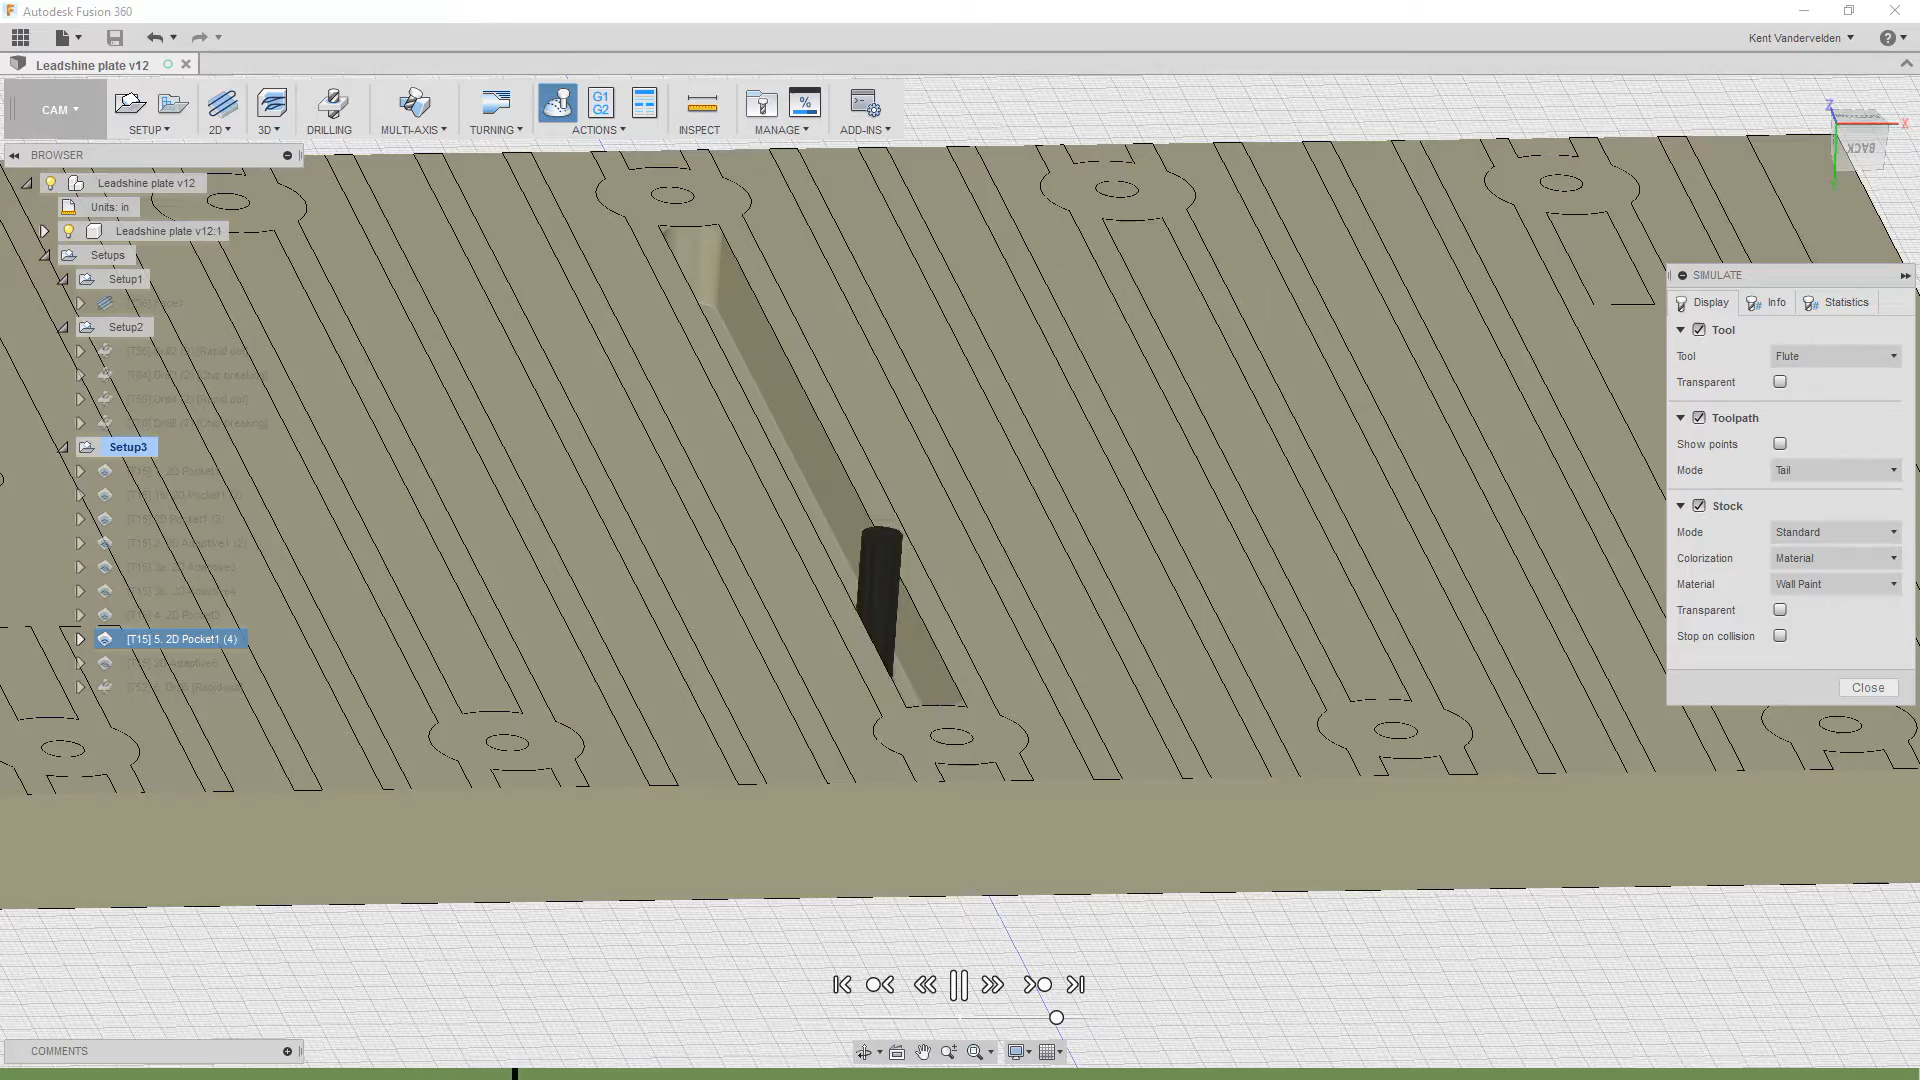 Autodesk Fusion 360
Kent Vandervelden
Leadshine plate v12
G1
G2
%
CAM
SETUP
2D
3D
DRILLING
MULTI-AXIS
TURNING
ACTIONS
INSPECT
MANAGE
ADD-INS
Z
X
BACK
BROWSER
Leadshine plate v12
Units: in
Leadshine plate v12:1
Setups
Setup1
Setup2
Setup3
[T15] 5. 2D Pocket1 (4)
SIMULATE
Display
Info
Statistics
Tool
Tool
Flute
Transparent
Toolpath
Show points
Mode
Tail
Stock
Mode
Standard
Colorization
Material
Material
Wall Paint
Transparent
Stop on collision
Close
COMMENTS